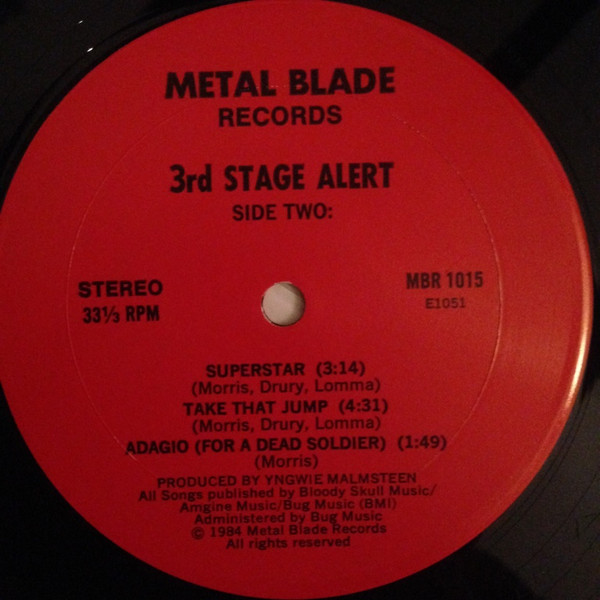 METAL BLADE
RECORDS
3rd STAGE ALERT
SIDE TWO:
STEREO
33⅓ RPM
MBR 1015
E1051
SUPERSTAR (3:14)
(Morris, Drury, Lomma)
TAKE THAT JUMP (4:31)
(Morris, Drury, Lomma)
ADAGIO (FOR A DEAD SOLDIER) (1:49)
(Morris)
PRODUCED BY YNGWIE MALMSTEEN
All Songs published by Bloody Skull Music/
Amgine Music/Bug Music (BMI)
Administered by Bug Music
© 1984 Metal Blade Records
All rights reserved